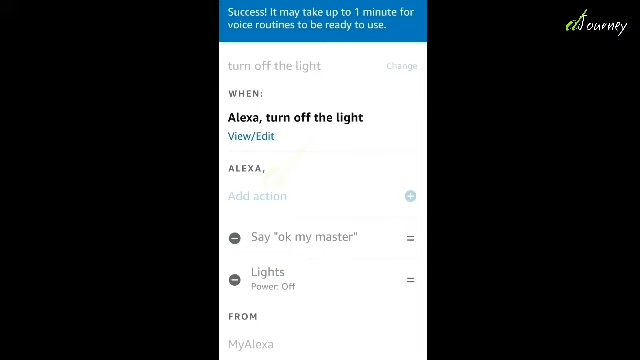 Success! It may take up to 1 minute for
voice routines to be ready to use.
dJourney
turn off the light
Change
WHEN:
Alexa, turn off the light
View/Edit
ALEXA,
Add action
Say "ok my master"
Lights
Power: Off
FROM
MyAlexa